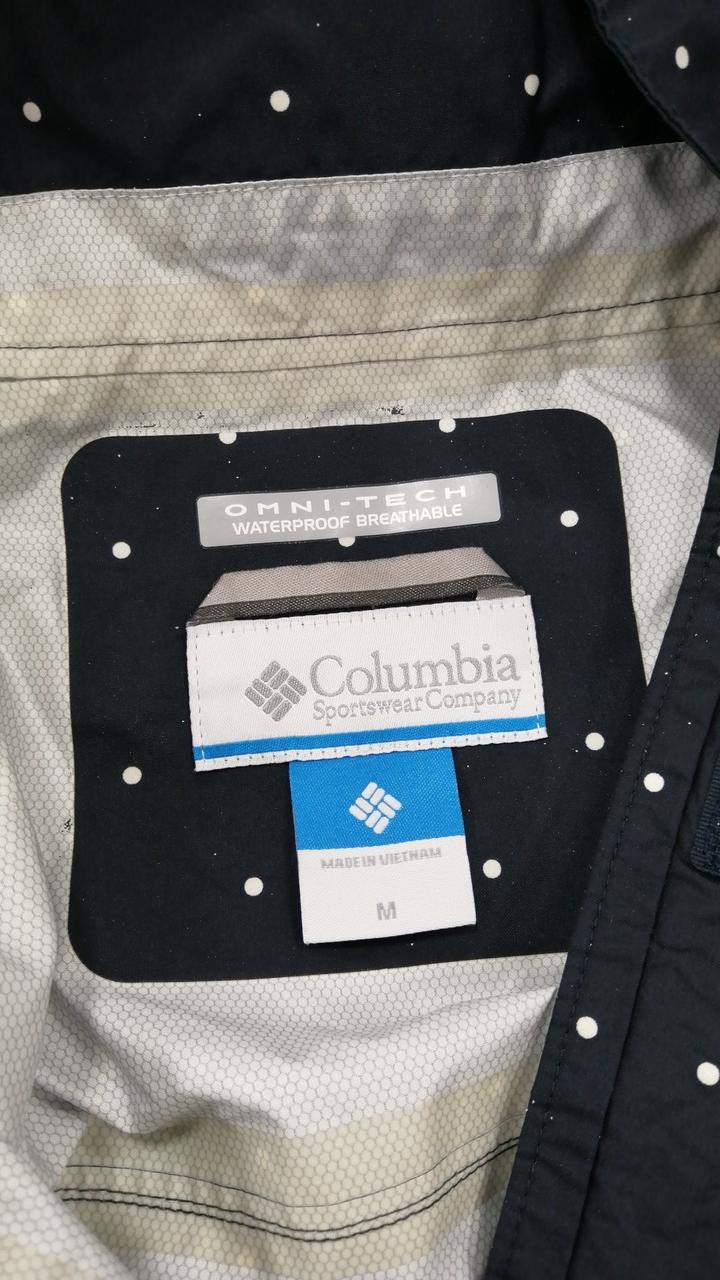 OMNI-TECH
WATERPROOF BREATHABLE
Columbia
Sportswear Company
MADE IN VIETNAM
M